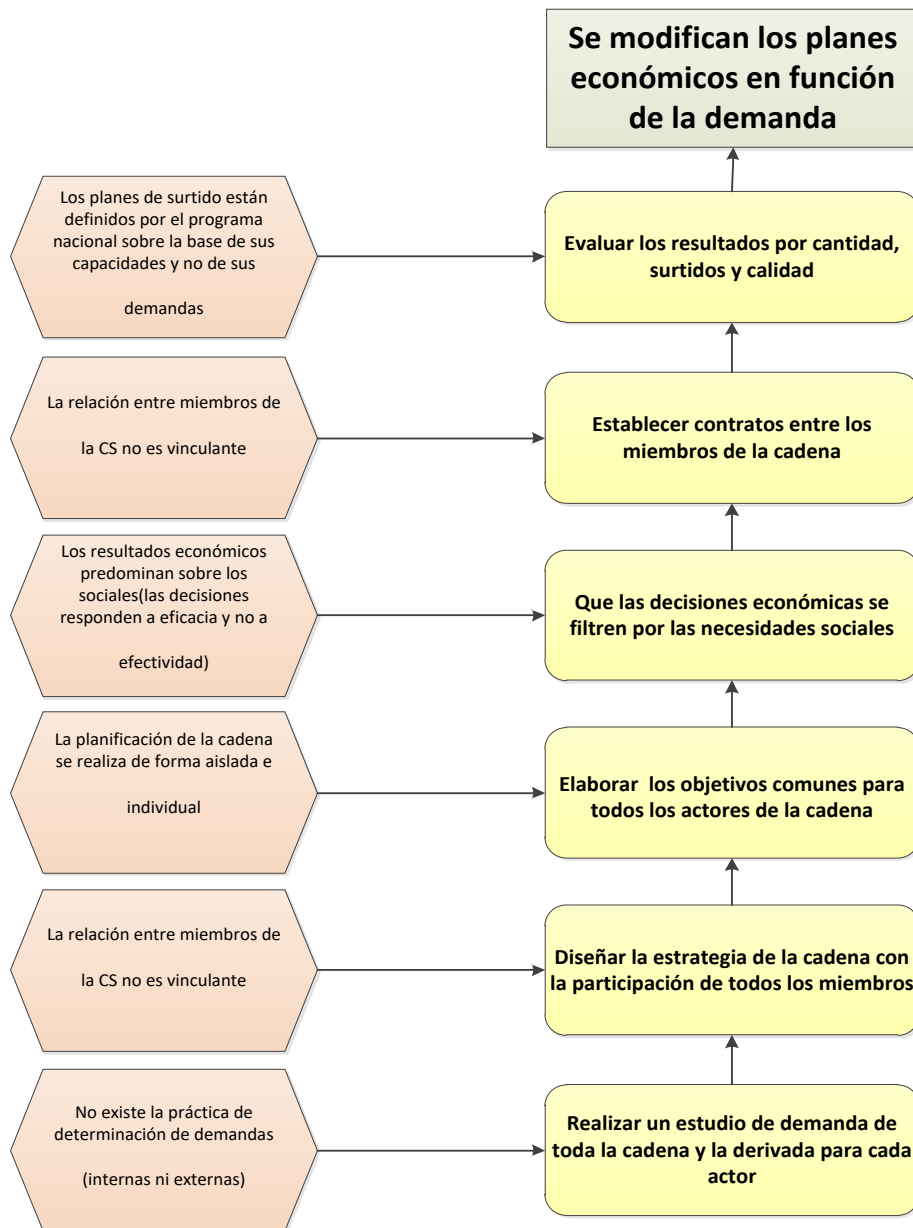 Se modifican los planes
económicos en función
de la demanda
Los planes de surtido están
definidos por el programa
nacional sobre la base de sus
capacidades y no de sus
demandas
Evaluar los resultados por cantidad,
surtidos y calidad
La relación entre miembros de
la CS no es vinculante
Establecer contratos entre los
miembros de la cadena
Los resultados económicos
predominan sobre los
sociales(las decisiones
responden a eficacia y no a
efectividad)
Que las decisiones económicas se
filtren por las necesidades sociales
La planificación de la cadena
se realiza de forma aislada e
individual
Elaborar  los objetivos comunes para
todos los actores de la cadena
La relación entre miembros de
la CS no es vinculante
Diseñar la estrategia de la cadena con
la participación de todos los miembros
No existe la práctica de
determinación de demandas
(internas ni externas)
Realizar un estudio de demanda de
toda la cadena y la derivada para cada
actor